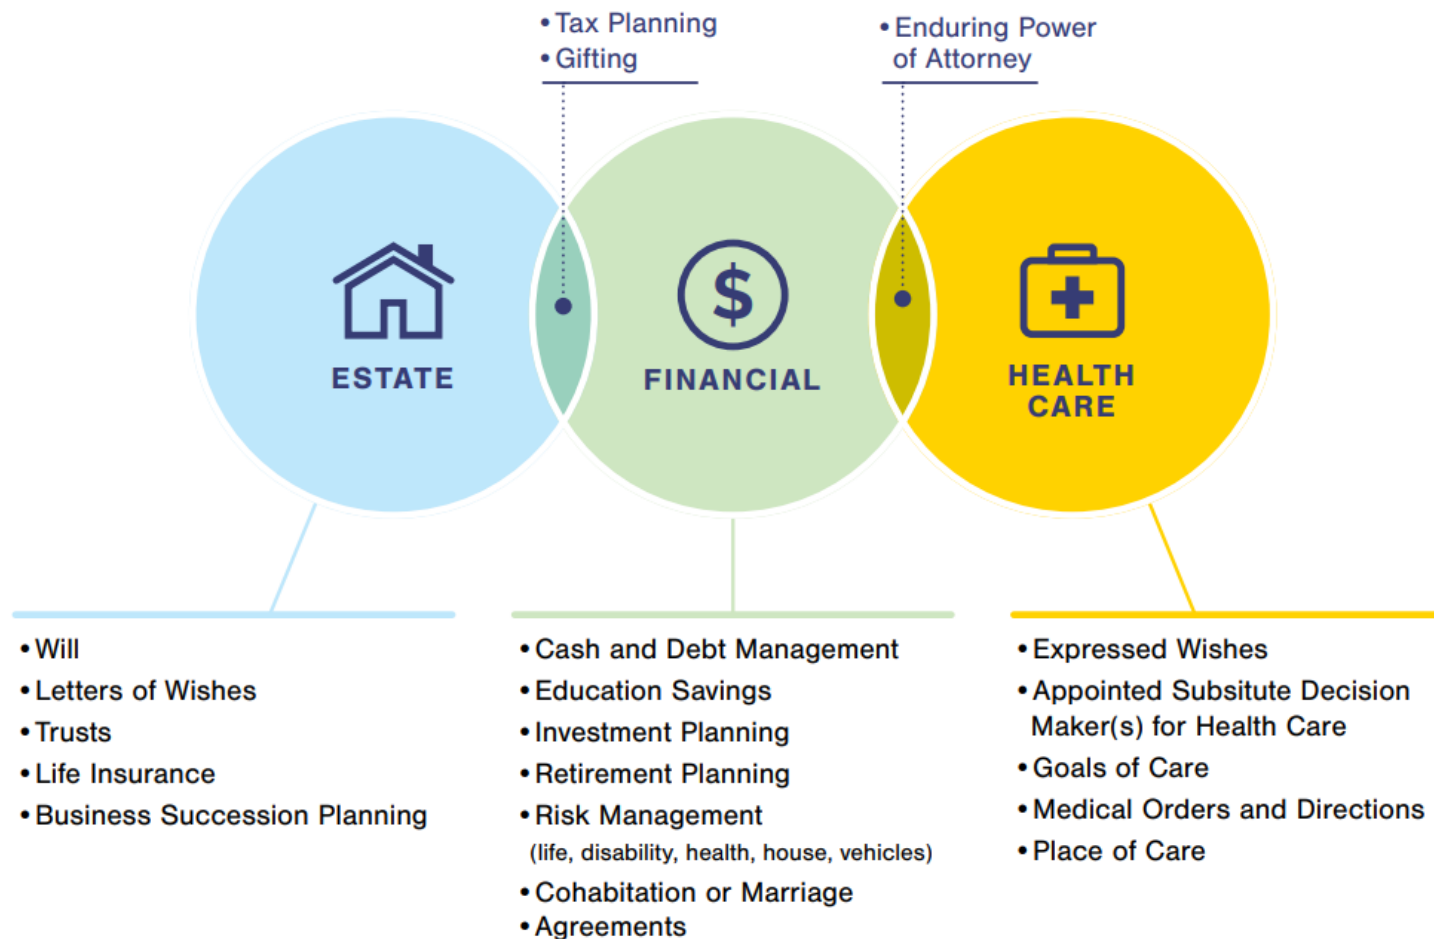 • Tax Planning
• Gifting
• Enduring Power
of Attorney
ESTATE
$
FINANCIAL
HEALTH
CARE
• Will
• Letters of Wishes
• Trusts
• Life Insurance
• Business Succession Planning
• Cash and Debt Management
• Education Savings
• Investment Planning
• Retirement Planning
• Risk Management
(life, disability, health, house, vehicles)
• Cohabitation or Marriage
• Agreements
• Expressed Wishes
• Appointed Subsitute Decision
Maker(s) for Health Care
• Goals of Care
• Medical Orders and Directions
• Place of Care